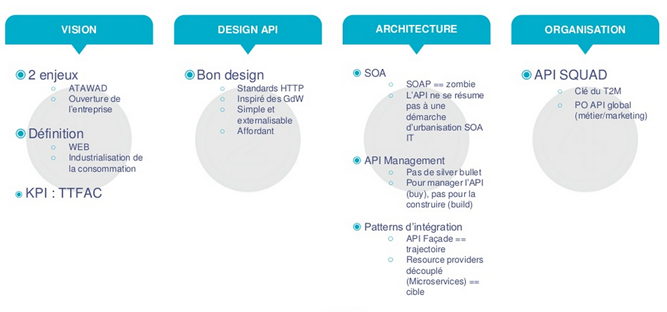 VISION
2 enjeux
ATAWAD
Ouverture de
l'entreprise
Définition
WEB
Industrialisation de
la consommation
KPI : TTFAC
DESIGN API
Bon design
Standards HTTP
Inspiré des GdW
Simple et
externalisable
Affordant
ARCHITECTURE
SOA
SOAP == zombie
L'API ne se résume
pas à une
démarche
d'urbanisation SOA
IT
API Management
Pas de silver bullet
Pour manager l'API
(buy), pas pour la
construire (build)
Patterns d'intégration
API Façade ==
trajectoire
Resource providers
découplé
(Microservices) ==
cible
ORGANISATION
API SQUAD
Clé du T2M
PO API global
(métier/marketing)